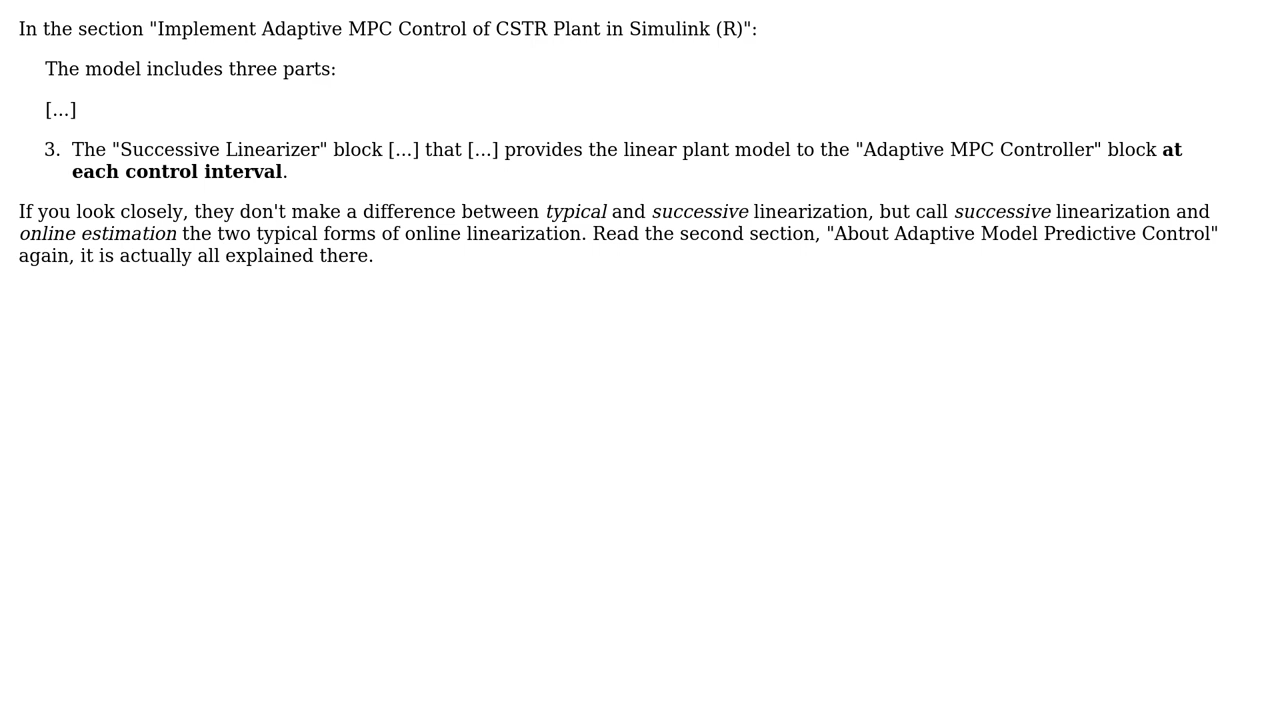 In the section "Implement Adaptive MPC Control of CSTR Plant in Simulink (R)":
The model includes three parts:
[...]
3. The "Successive Linearizer" block [...] that [...] provides the linear plant model to the "Adaptive MPC Controller" block at
each control interval.
If you look closely, they don't make a difference between typical and successive linearization, but call successive linearization and
online estimation the two typical forms of online linearization. Read the second section, "About Adaptive Model Predictive Control"
again, it is actually all explained there.